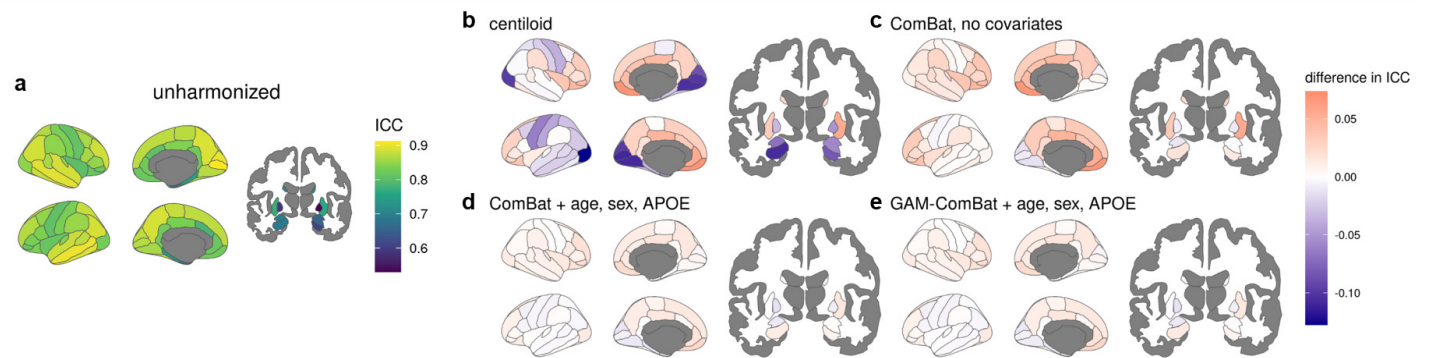 a
unharmonized
ICC
0.9
0.8
0.7
0.6
b centiloid
c ComBat, no covariates
d ComBat + age, sex, APOE
e GAM-ComBat + age, sex, APOE
difference in ICC
0.05
0.00
-0.05
-0.10